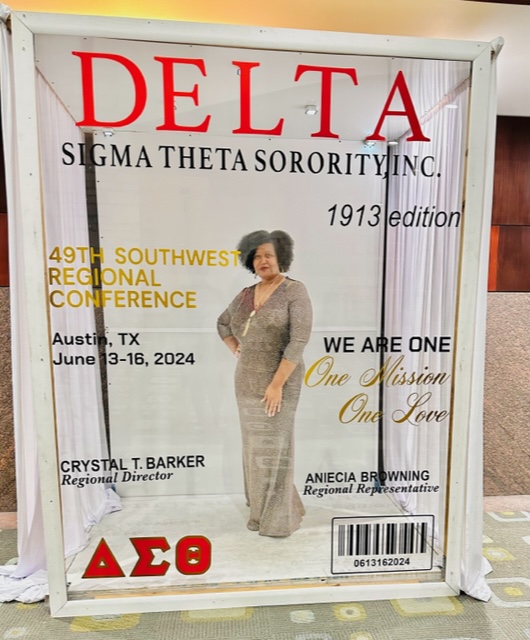 DELTA
SIGMA THETA SORORITY, INC.
1913 edition
49TH SOUTHWEST
REGIONAL
CONFERENCE
Austin, TX
June 13-16, 2024
WE ARE ONE
One Mission
One Love
CRYSTAL T. BARKER
Regional Director
ANIECIA BROWNING
Regional Representative
ΔΣΘ
0613162024